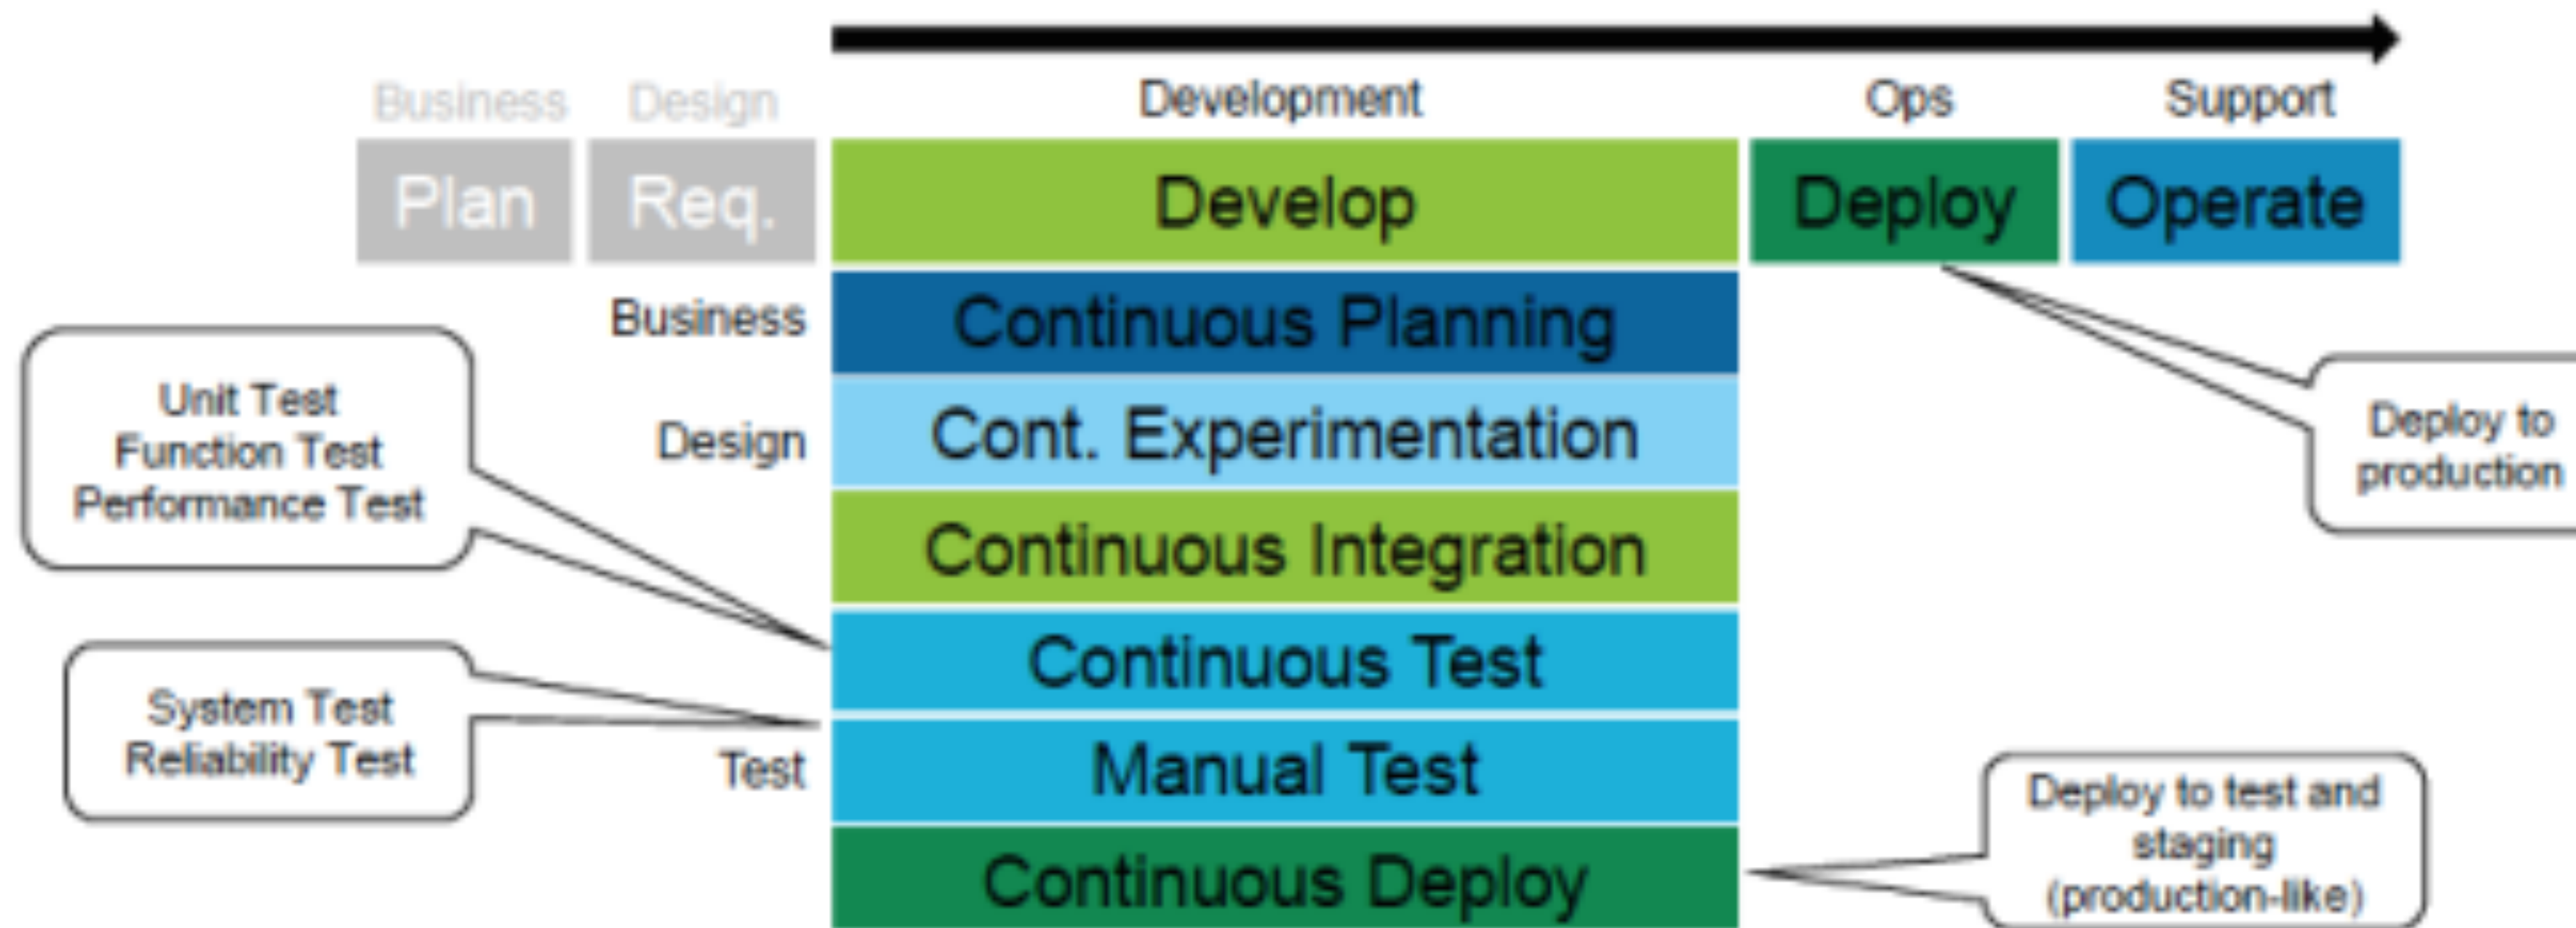 Business Design Development Ops Support
Plan Req. Develop Deploy Operate
Business Continuous Planning
Unit Test
Function Test
Performance Test
Design Cont. Experimentation
Deploy to
production
Continuous Integration
Continuous Test
System Test
Reliability Test
Test Manual Test
Deploy to test and
staging
(production-like)
Continuous Deploy